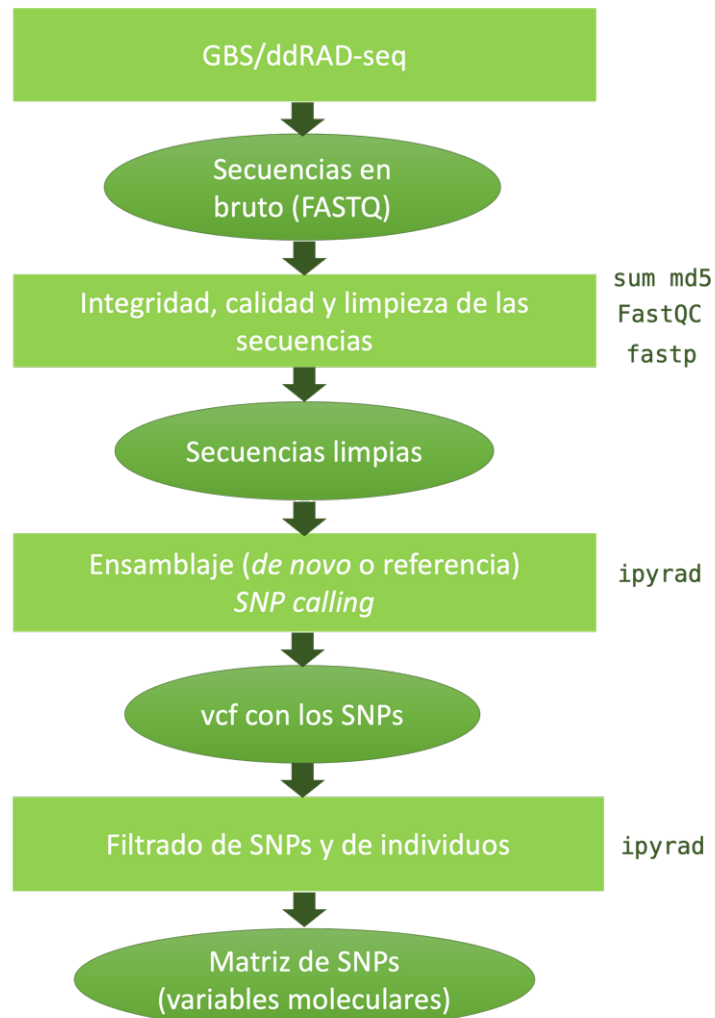 GBS/ddRAD-seq
Secuencias en
bruto (FASTQ)
Integridad, calidad y limpieza de las
secuencias
sum md5
FastQC
fastp
Secuencias limpias
Ensamblaje (de novo o referencia)
SNP calling
ipyrad
vcf con los SNPs
Filtrado de SNPs y de individuos
ipyrad
Matriz de SNPs
(variables moleculares)